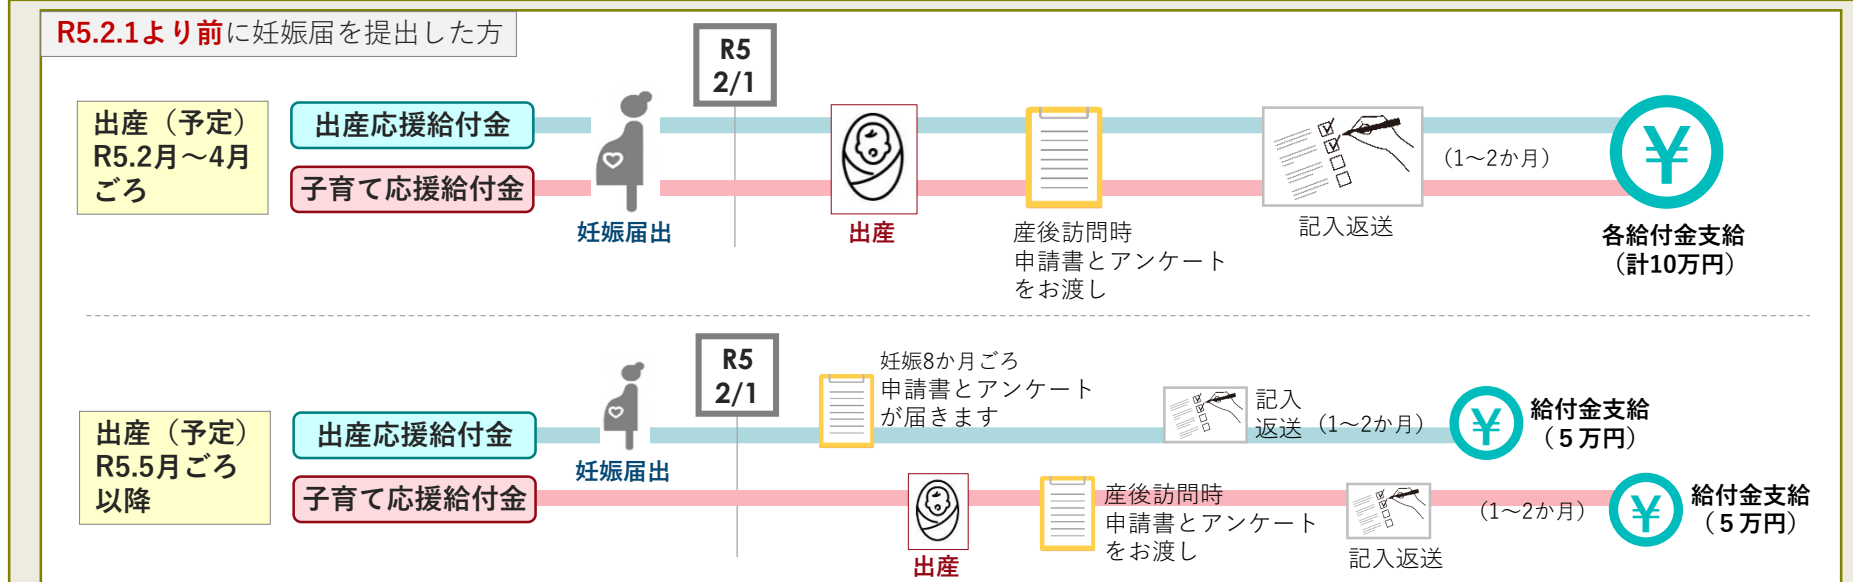 R5.2.1より前に妊娠届を提出した方
R5
2/1
出産（予定）
R5.2月～4月
ごろ
出産応援給付金
子育て応援給付金
妊娠届出
出産
産後訪問時
申請書とアンケート
をお渡し
記入返送
（1～2か月）
¥
各給付金支給
（計10万円）
R5
2/1
出産（予定）
R5.5月ごろ
以降
出産応援給付金
妊娠届出
妊娠8か月ごろ
申請書とアンケート
が届きます
記入
返送
（1～2か月）
¥
給付金支給
（５万円）
子育て応援給付金
出産
産後訪問時
申請書とアンケート
をお渡し
記入返送
（1～2か月）
¥
給付金支給
（５万円）